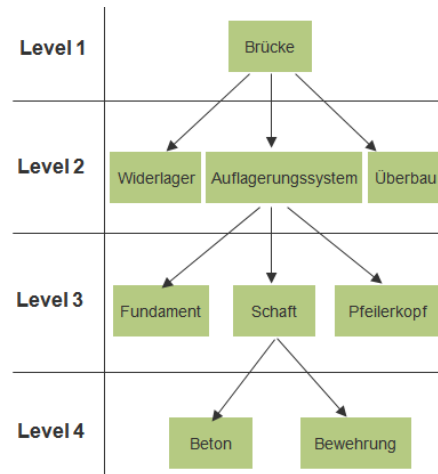 Level 1
Brücke
Level 2
Widerlager
Auflagerungssystem
Überbau
Level 3
Fundament
Schaft
Pfeilerkopf
Level 4
Beton
Bewehrung